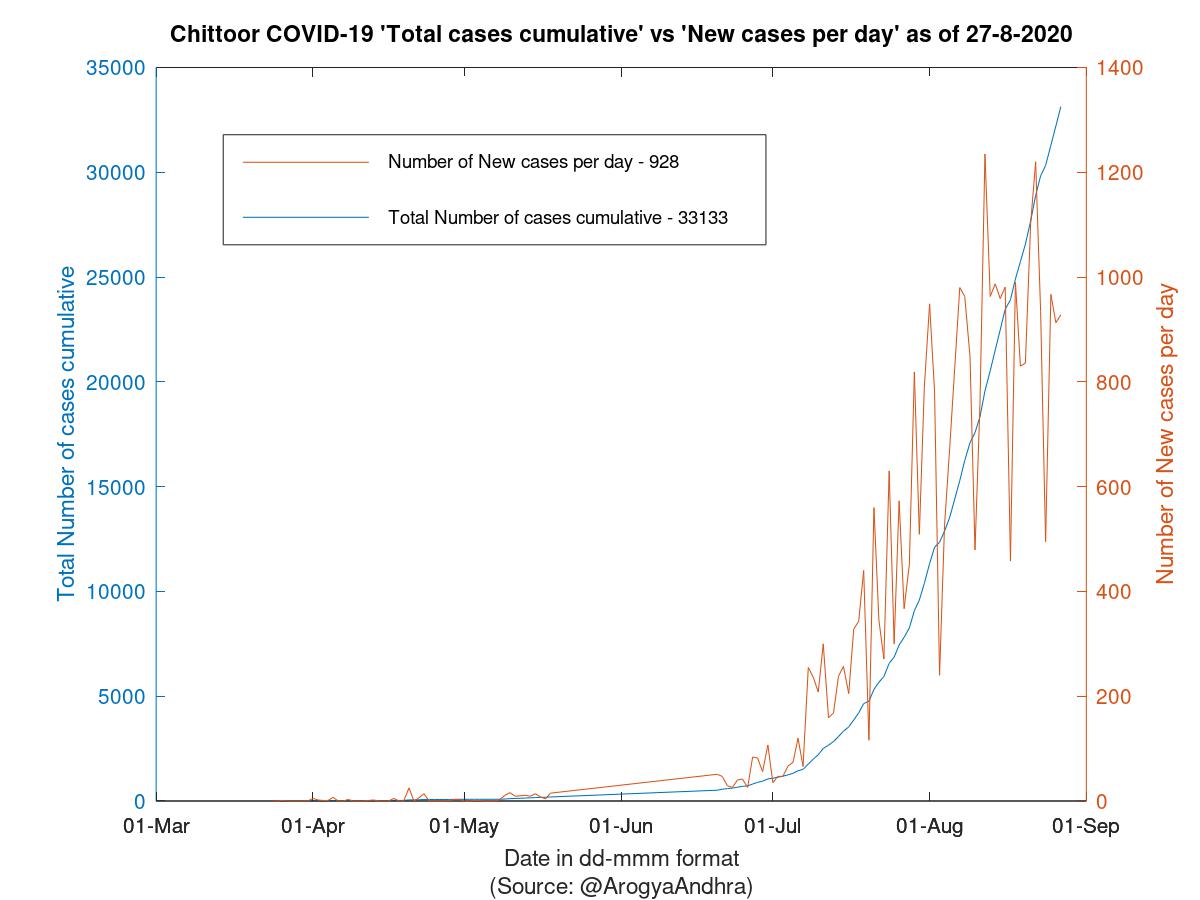 Chittoor COVID-19 'Total cases cumulative' vs 'New cases per day' as of 27-8-2020
35000
30000
25000
20000
15000
10000
5000
0
Total Number of cases cumulative
Number of New cases per day - 928
Total Number of cases cumulative - 33133
1400
1200
1000
800
600
400
200
0
Number of New cases per day
01-Mar 01-Apr 01-May 01-Jun 01-Jul 01-Aug 01-Sep
Date in dd-mmm format
(Source: @ArogyaAndhra)